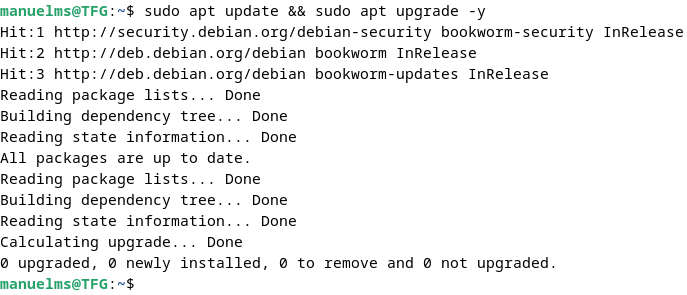 manuelms@TFG:~$ sudo apt update && sudo apt upgrade -y
Hit:1 http://security.debian.org/debian-security bookworm-security InRelease
Hit:2 http://deb.debian.org/debian bookworm InRelease
Hit:3 http://deb.debian.org/debian bookworm-updates InRelease
Reading package lists... Done
Building dependency tree... Done
Reading state information... Done
All packages are up to date.
Reading package lists... Done
Building dependency tree... Done
Reading state information... Done
Calculating upgrade... Done
0 upgraded, 0 newly installed, 0 to remove and 0 not upgraded.
manuelms@TFG:~$